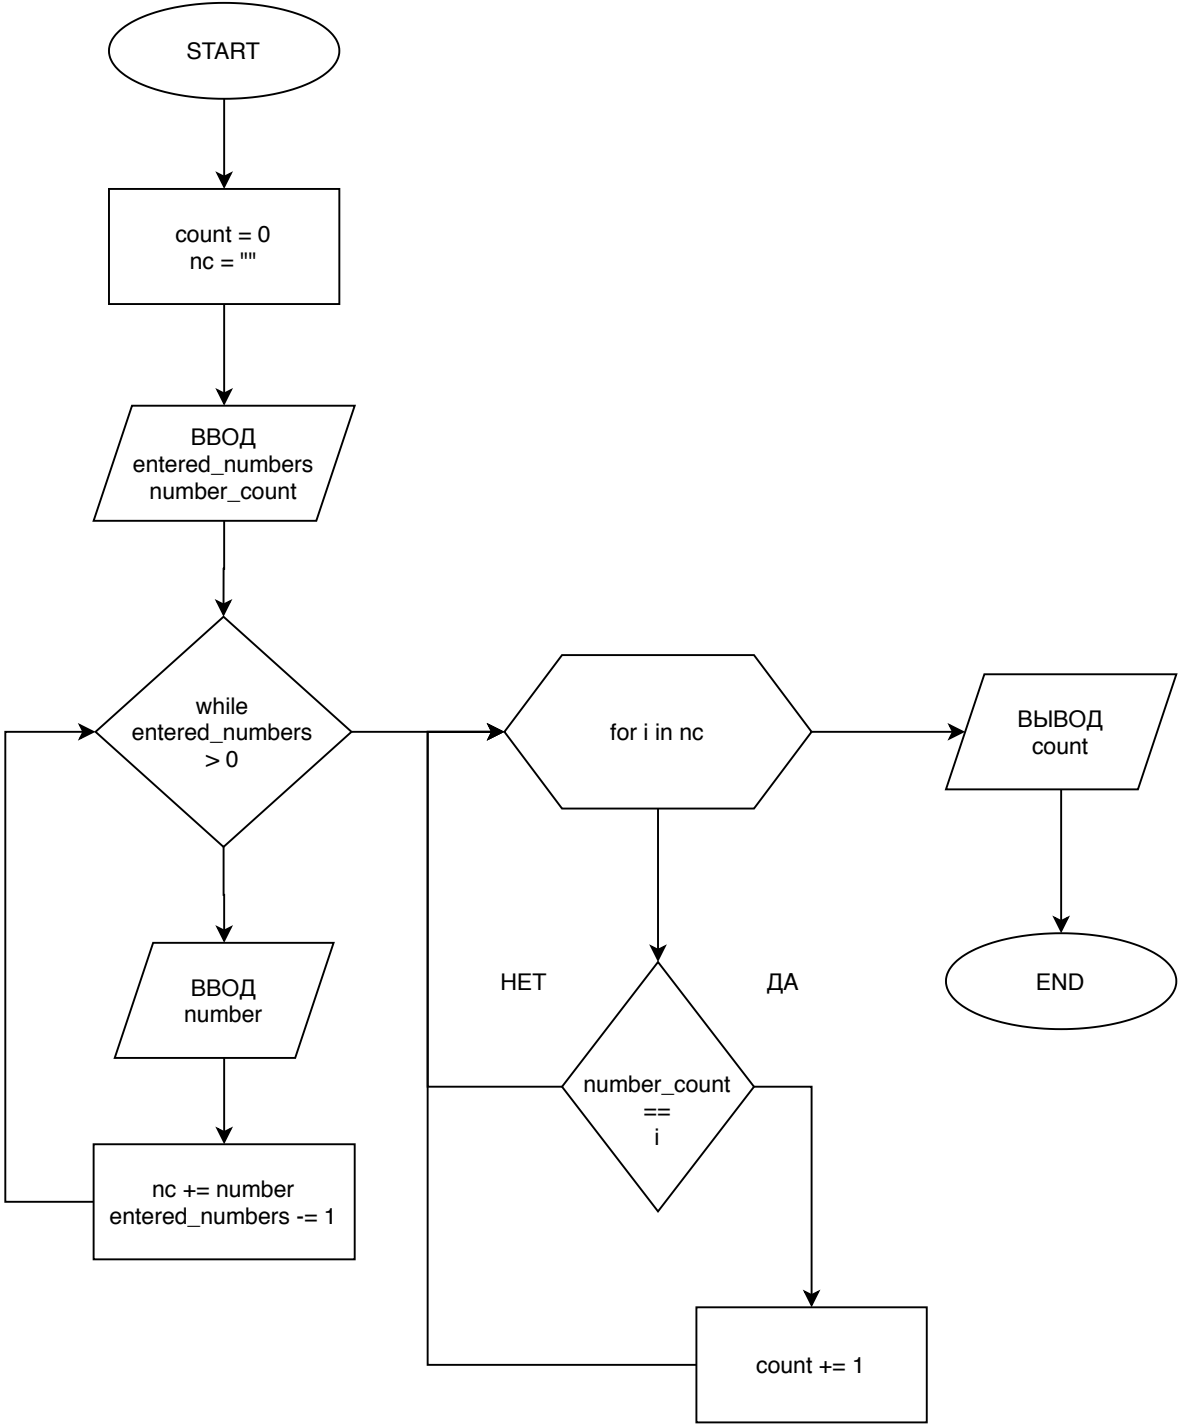 START
count = 0
nc = ""
ВВОД
entered_numbers
number_count
while
entered_numbers
> 0
for i in nc
ВЫВОД
count
ВВОД
number
НЕТ
ДА
END
number_count
==
i
nc += number
entered_numbers -= 1
count += 1